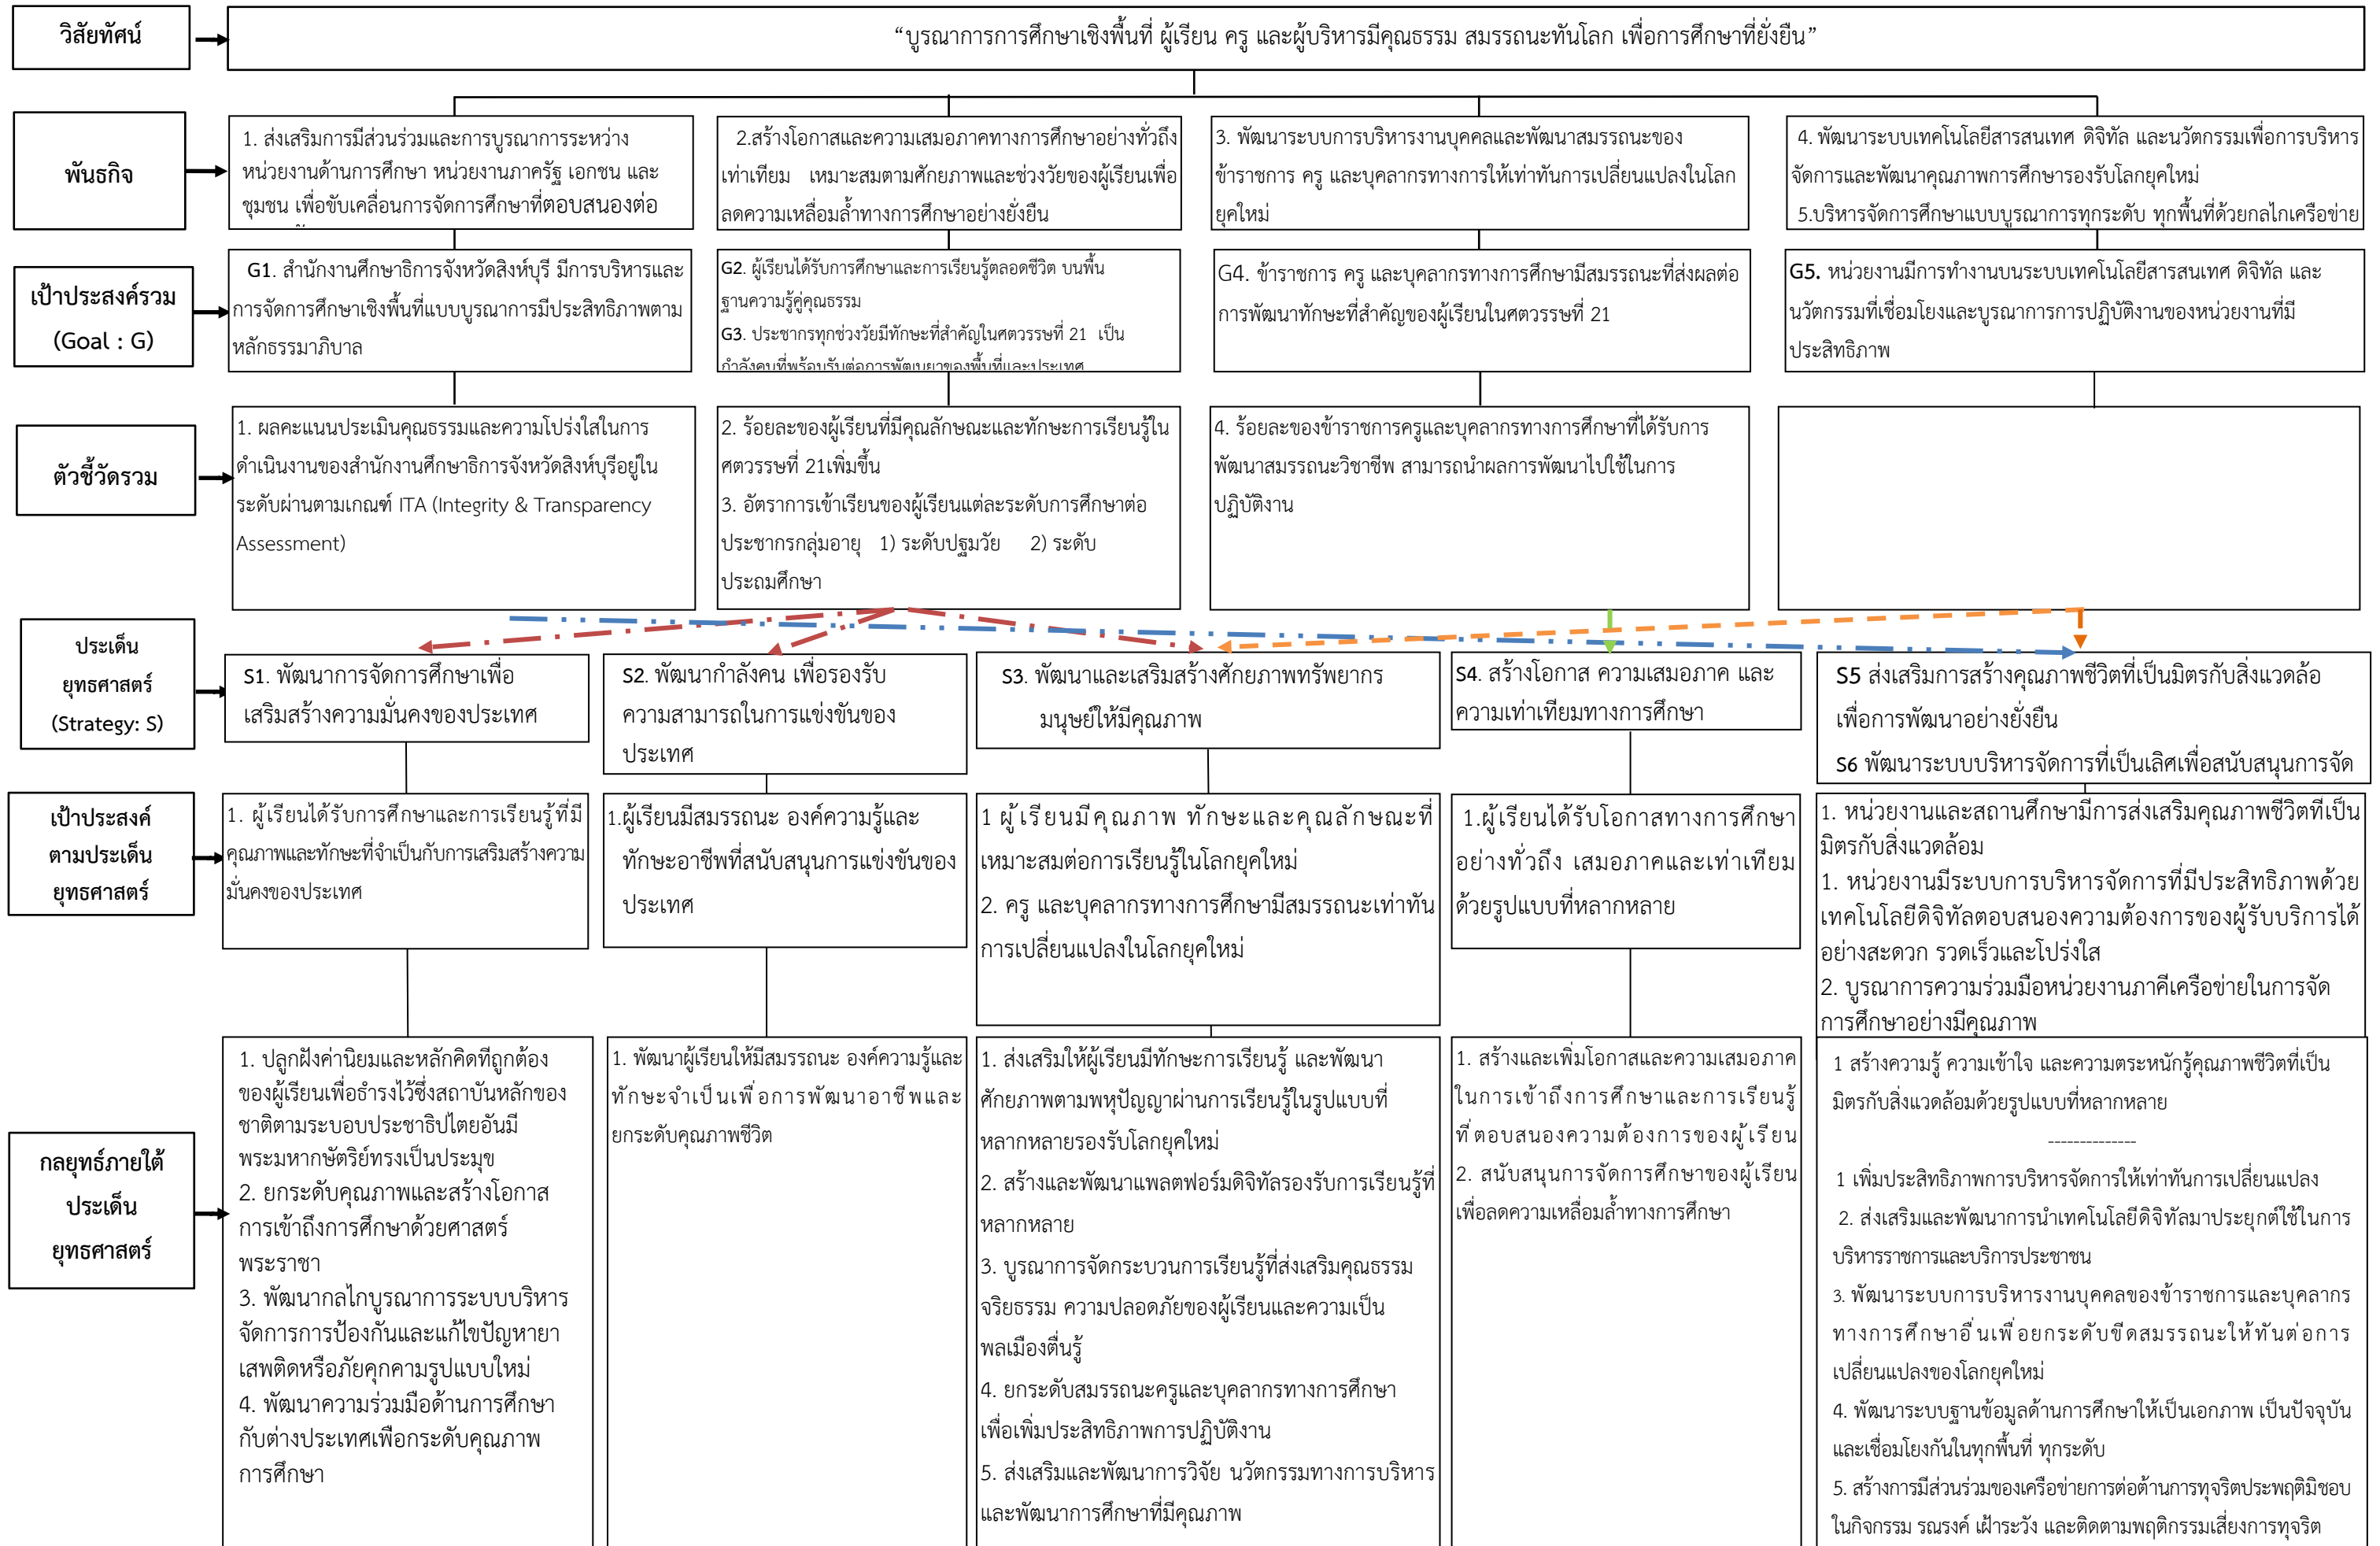 วิสัยทัศน์
“บูรณาการการศึกษาเชิงพื้นที่ ผู้เรียน ครู และผู้บริหารมีคุณธรรม สมรรถนะทันโลก เพื่อการศึกษาที่ยั่งยืน”
พันธกิจ
1. ส่งเสริมการมีส่วนร่วมและการบูรณาการระหว่าง
หน่วยงานด้านการศึกษา หน่วยงานภาครัฐ เอกชน และ
ชุมชน เพื่อขับเคลื่อนการจัดการศึกษาที่ตอบสนองต่อ
2.สร้างโอกาสและความเสมอภาคทางการศึกษาอย่างทั่วถึง
เท่าเทียม เหมาะสมตามศักยภาพและช่วงวัยของผู้เรียนเพื่อ
ลดความเหลื่อมล้ำทางการศึกษาอย่างยั่งยืน
3. พัฒนาระบบการบริหารงานบุคคลและพัฒนาสมรรถนะของ
ข้าราชการ ครู และบุคลากรทางการให้เท่าทันการเปลี่ยนแปลงในโลก
ยุคใหม่
4. พัฒนาระบบเทคโนโลยีสารสนเทศ ดิจิทัล และนวัตกรรมเพื่อการบริหาร
จัดการและพัฒนาคุณภาพการศึกษารองรับโลกยุคใหม่
5.บริหารจัดการศึกษาแบบบูรณาการทุกระดับ ทุกพื้นที่ด้วยกลไกเครือข่าย
เป้าประสงค์รวม
(Goal : G)
G1. สำนักงานศึกษาธิการจังหวัดสิงห์บุรี มีการบริหารและ
การจัดการศึกษาเชิงพื้นที่แบบบูรณาการมีประสิทธิภาพตาม
หลักธรรมาภิบาล
G2. ผู้เรียนได้รับการศึกษาและการเรียนรู้ตลอดชีวิต บนพื้น
ฐานความรู้คู่คุณธรรม
G3. ประชากรทุกช่วงวัยมีทักษะที่สำคัญในศตวรรษที่ 21 เป็น
กำลังคนที่พร้อมรับต่อการพัฒนยาของพื้นที่และประเทศ
G4. ข้าราชการ ครู และบุคลากรทางการศึกษามีสมรรถนะที่ส่งผลต่อ
การพัฒนาทักษะที่สำคัญของผู้เรียนในศตวรรษที่ 21
G5. หน่วยงานมีการทำงานบนระบบเทคโนโลยีสารสนเทศ ดิจิทัล และ
นวัตกรรมที่เชื่อมโยงและบูรณาการการปฏิบัติงานของหน่วยงานที่มี
ประสิทธิภาพ
ตัวชี้วัดรวม
1. ผลคะแนนประเมินคุณธรรมและความโปร่งใสในการ
ดำเนินงานของสำนักงานศึกษาธิการจังหวัดสิงห์บุรีอยู่ใน
ระดับผ่านตามเกณฑ์ ITA (Integrity & Transparency
Assessment)
2. ร้อยละของผู้เรียนที่มีคุณลักษณะและทักษะการเรียนรู้ใน
ศตวรรษที่ 21เพิ่มขึ้น
3. อัตราการเข้าเรียนของผู้เรียนแต่ละระดับการศึกษาต่อ
ประชากรกลุ่มอายุ 1) ระดับปฐมวัย 2) ระดับ
ประถมศึกษา
4. ร้อยละของข้าราชการครูและบุคลากรทางการศึกษาที่ได้รับการ
พัฒนาสมรรถนะวิชาชีพ สามารถนำผลการพัฒนาไปใช้ในการ
ปฏิบัติงาน
ประเด็น
ยุทธศาสตร์
(Strategy: S)
S1. พัฒนาการจัดการศึกษาเพื่อ
เสริมสร้างความมั่นคงของประเทศ
S2. พัฒนากำลังคน เพื่อรองรับ
ความสามารถในการแข่งขันของ
ประเทศ
S3. พัฒนาและเสริมสร้างศักยภาพทรัพยากร
มนุษย์ให้มีคุณภาพ
S4. สร้างโอกาส ความเสมอภาค และ
ความเท่าเทียมทางการศึกษา
S5 ส่งเสริมการสร้างคุณภาพชีวิตที่เป็นมิตรกับสิ่งแวดล้อ
เพื่อการพัฒนาอย่างยั่งยืน
S6 พัฒนาระบบบริหารจัดการที่เป็นเลิศเพื่อสนับสนุนการจัด
เป้าประสงค์
ตามประเด็น
ยุทธศาสตร์
1. ผู้เรียนได้รับการศึกษาและการเรียนรู้ที่มี
คุณภาพและทักษะที่จำเป็นกับการเสริมสร้างความ
มั่นคงของประเทศ
1.ผู้เรียนมีสมรรถนะ องค์ความรู้และ
ทักษะอาชีพที่สนับสนุนการแข่งขันของ
ประเทศ
1 ผู้เรียนมีคุณภาพ ทักษะและคุณลักษณะที่
เหมาะสมต่อการเรียนรู้ในโลกยุคใหม่
2. ครู และบุคลากรทางการศึกษามีสมรรถนะเท่าทัน
การเปลี่ยนแปลงในโลกยุคใหม่
1.ผู้เรียนได้รับโอกาสทางการศึกษา
อย่างทั่วถึง เสมอภาคและเท่าเทียม
ด้วยรูปแบบที่หลากหลาย
1. หน่วยงานและสถานศึกษามีการส่งเสริมคุณภาพชีวิตที่เป็น
มิตรกับสิ่งแวดล้อม
1. หน่วยงานมีระบบการบริหารจัดการที่มีประสิทธิภาพด้วย
เทคโนโลยีดิจิทัลตอบสนองความต้องการของผู้รับบริการได้
อย่างสะดวก รวดเร็วและโปร่งใส
2. บูรณาการความร่วมมือหน่วยงานภาคีเครือข่ายในการจัด
การศึกษาอย่างมีคุณภาพ
กลยุทธ์ภายใต้
ประเด็น
ยุทธศาสตร์
1. ปลูกฝังค่านิยมและหลักคิดที่ถูกต้อง
ของผู้เรียนเพื่อธำรงไว้ซึ่งสถาบันหลักของ
ชาติตามระบอบประชาธิปไตยอันมี
พระมหากษัตริย์ทรงเป็นประมุข
2. ยกระดับคุณภาพและสร้างโอกาส
การเข้าถึงการศึกษาด้วยศาสตร์
พระราชา
3. พัฒนากลไกบูรณาการระบบบริหาร
จัดการการป้องกันและแก้ไขปัญหายา
เสพติดหรือภัยคุกคามรูปแบบใหม่
4. พัฒนาความร่วมมือด้านการศึกษา
กับต่างประเทศเพื่อกระดับคุณภาพ
การศึกษา
1. พัฒนาผู้เรียนให้มีสมรรถนะ องค์ความรู้และ
ทักษะจำเป็นเพื่อการพัฒนาอาชีพและ
ยกระดับคุณภาพชีวิต
1. ส่งเสริมให้ผู้เรียนมีทักษะการเรียนรู้ และพัฒนา
ศักยภาพตามพหุปัญญาผ่านการเรียนรู้ในรูปแบบที่
หลากหลายรองรับโลกยุคใหม่
2. สร้างและพัฒนาแพลตฟอร์มดิจิทัลรองรับการเรียนรู้ที่
หลากหลาย
3. บูรณาการจัดกระบวนการเรียนรู้ที่ส่งเสริมคุณธรรม
จริยธรรม ความปลอดภัยของผู้เรียนและความเป็น
พลเมืองตื่นรู้
4. ยกระดับสมรรถนะครูและบุคลากรทางการศึกษา
เพื่อเพิ่มประสิทธิภาพการปฏิบัติงาน
5. ส่งเสริมและพัฒนาการวิจัย นวัตกรรมทางการบริหาร
และพัฒนาการศึกษาที่มีคุณภาพ
1. สร้างและเพิ่มโอกาสและความเสมอภาค
ในการเข้าถึงการศึกษาและการเรียนรู้
ที่ตอบสนองความต้องการของผู้เรียน
2. สนับสนุนการจัดการศึกษาของผู้เรียน
เพื่อลดความเหลื่อมล้ำทางการศึกษา
1 สร้างความรู้ ความเข้าใจ และความตระหนักรู้คุณภาพชีวิตที่เป็น
มิตรกับสิ่งแวดล้อมด้วยรูปแบบที่หลากหลาย
--------------
1 เพิ่มประสิทธิภาพการบริหารจัดการให้เท่าทันการเปลี่ยนแปลง
2. ส่งเสริมและพัฒนาการนำเทคโนโลยีดิจิทัลมาประยุกต์ใช้ในการ
บริหารราชการและบริการประชาชน
3. พัฒนาระบบการบริหารงานบุคคลของข้าราชการและบุคลากร
ทางการศึกษาอื่นเพื่อยกระดับขีดสมรรถนะให้ทันต่อการ
เปลี่ยนแปลงของโลกยุคใหม่
4. พัฒนาระบบฐานข้อมูลด้านการศึกษาให้เป็นเอกภาพ เป็นปัจจุบัน
และเชื่อมโยงกันในทุกพื้นที่ ทุกระดับ
5. สร้างการมีส่วนร่วมของเครือข่ายการต่อต้านการทุจริตประพฤติมิชอบ
ในกิจกรรม รณรงค์ เฝ้าระวัง และติดตามพฤติกรรมเสี่ยงการทุจริต